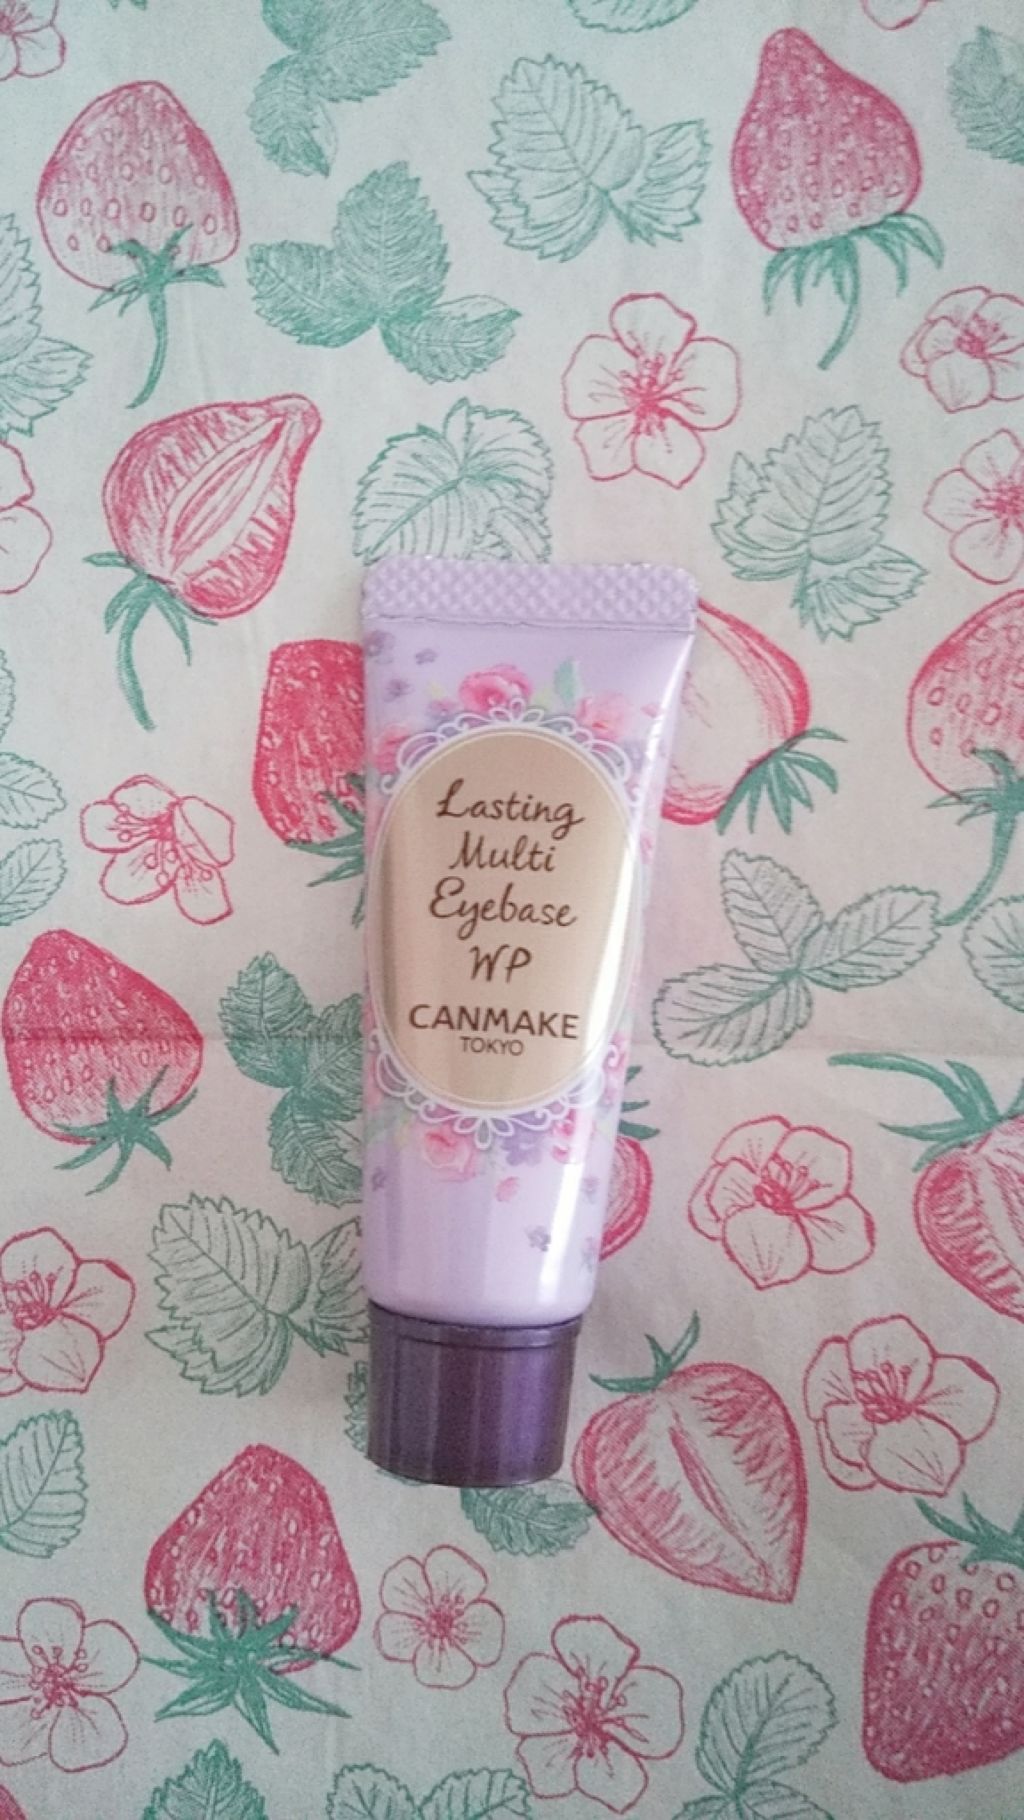 Lasting
Multi
Eyebase
WP
CANMAKE
TOKYO